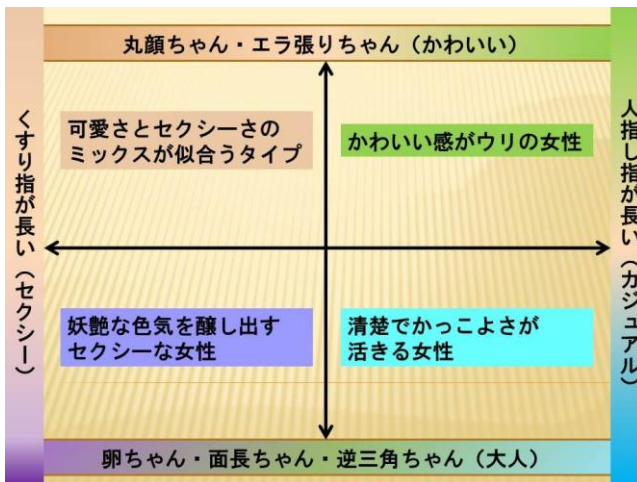 丸顔ちゃん・エラ張りちゃん（かわいい）
くすり指が長い（セクシー）
可愛さとセクシーさの
ミックスが似合うタイプ
かわいい感がウリの女性
人指し指が長い（カジュアル）
妖艶な色気を醸し出す
セクシーな女性
清楚でかっこよさが
活きる女性
卵ちゃん・面長ちゃん・逆三角ちゃん（大人）